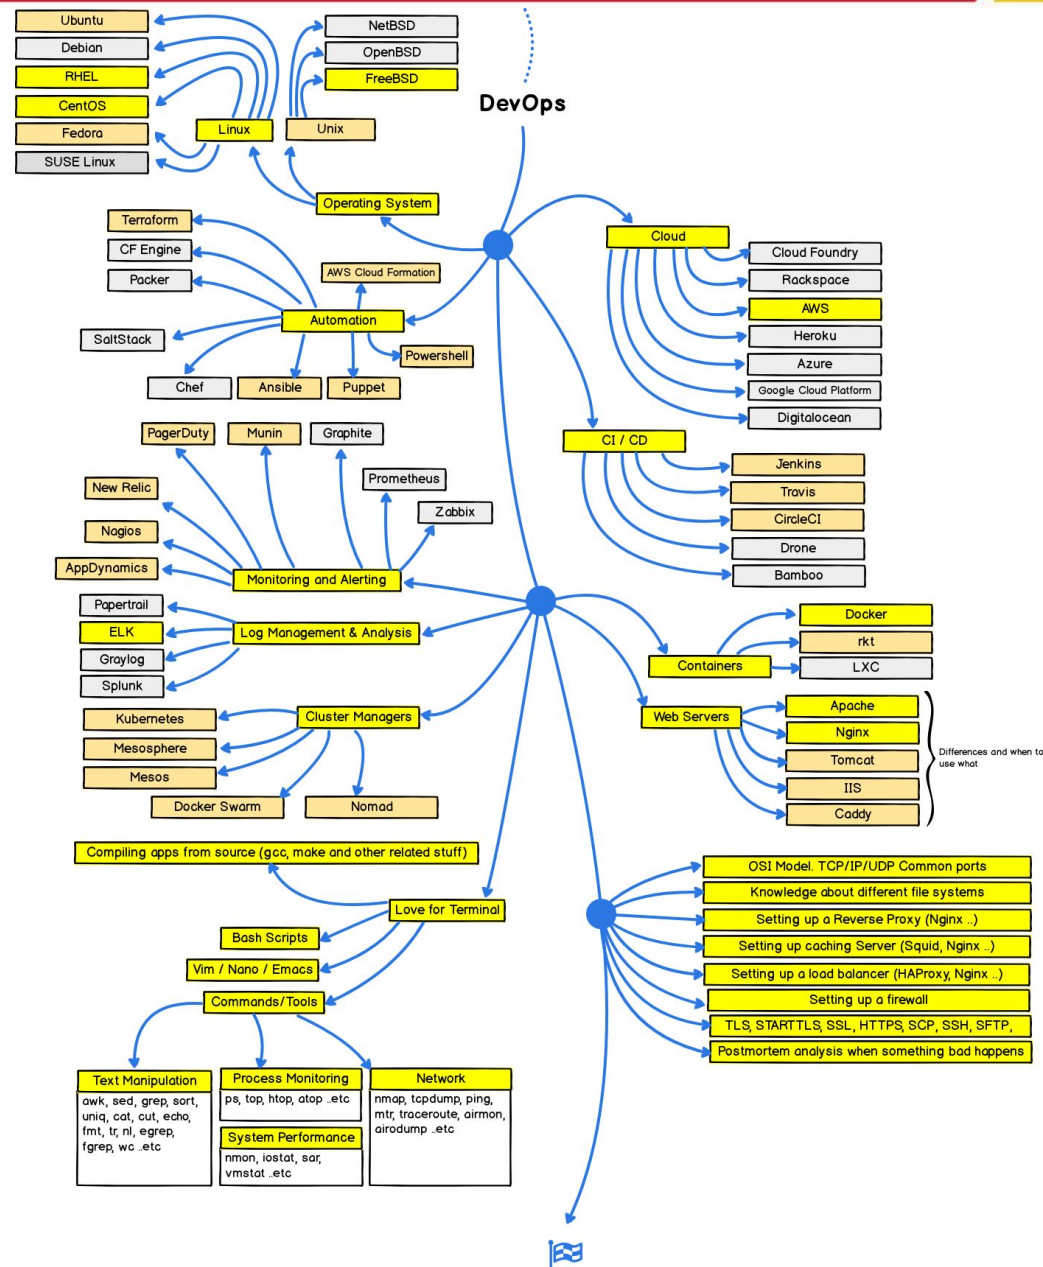 DevOps
Ubuntu
Debian
RHEL
CentOS
Fedora
SUSE Linux
Linux
NetBSD
OpenBSD
FreeBSD
Unix
Operating System
Cloud
Cloud Foundry
Rackspace
AWS
Heroku
Azure
Google Cloud Platform
Digitalocean
Terraform
CF Engine
Packer
SaltStack
Chef
Ansible
Puppet
Powershell
AWS Cloud Formation
Automation
CI / CD
Jenkins
Travis
CircleCI
Drone
Bamboo
PagerDuty
Munin
Graphite
Prometheus
Zabbix
New Relic
Nagios
AppDynamics
Monitoring and Alerting
Papertrail
ELK
Graylog
Splunk
Log Management & Analysis
Containers
Docker
rkt
LXC
Web Servers
Apache
Nginx
Tomcat
IIS
Caddy
Differences and when to
use what
Cluster Managers
Kubernetes
Mesosphere
Mesos
Docker Swarm
Nomad
Compiling apps from source (gcc, make and other related stuff)
Love for Terminal
Bash Scripts
Vim / Nano / Emacs
Commands/Tools
Text Manipulation
awk, sed, grep, sort,
uniq, cat, cut, echo,
fmt, tr, nl, egrep,
fgrep, wc ..etc
Process Monitoring
ps, top, htop, atop ..etc
System Performance
nmon, iostat, sar,
vmstat ..etc
Network
nmap, tcpdump, ping,
mtr, traceroute, airmon,
airodump ..etc
OSI Model. TCP/IP/UDP Common ports
Knowledge about different file systems
Setting up a Reverse Proxy (Nginx ..)
Setting up caching Server (Squid, Nginx ..)
Setting up a load balancer (HAProxy, Nginx ..)
Setting up a firewall
TLS, STARTTLS, SSL, HTTPS, SCP, SSH, SFTP,
Postmortem analysis when something bad happens